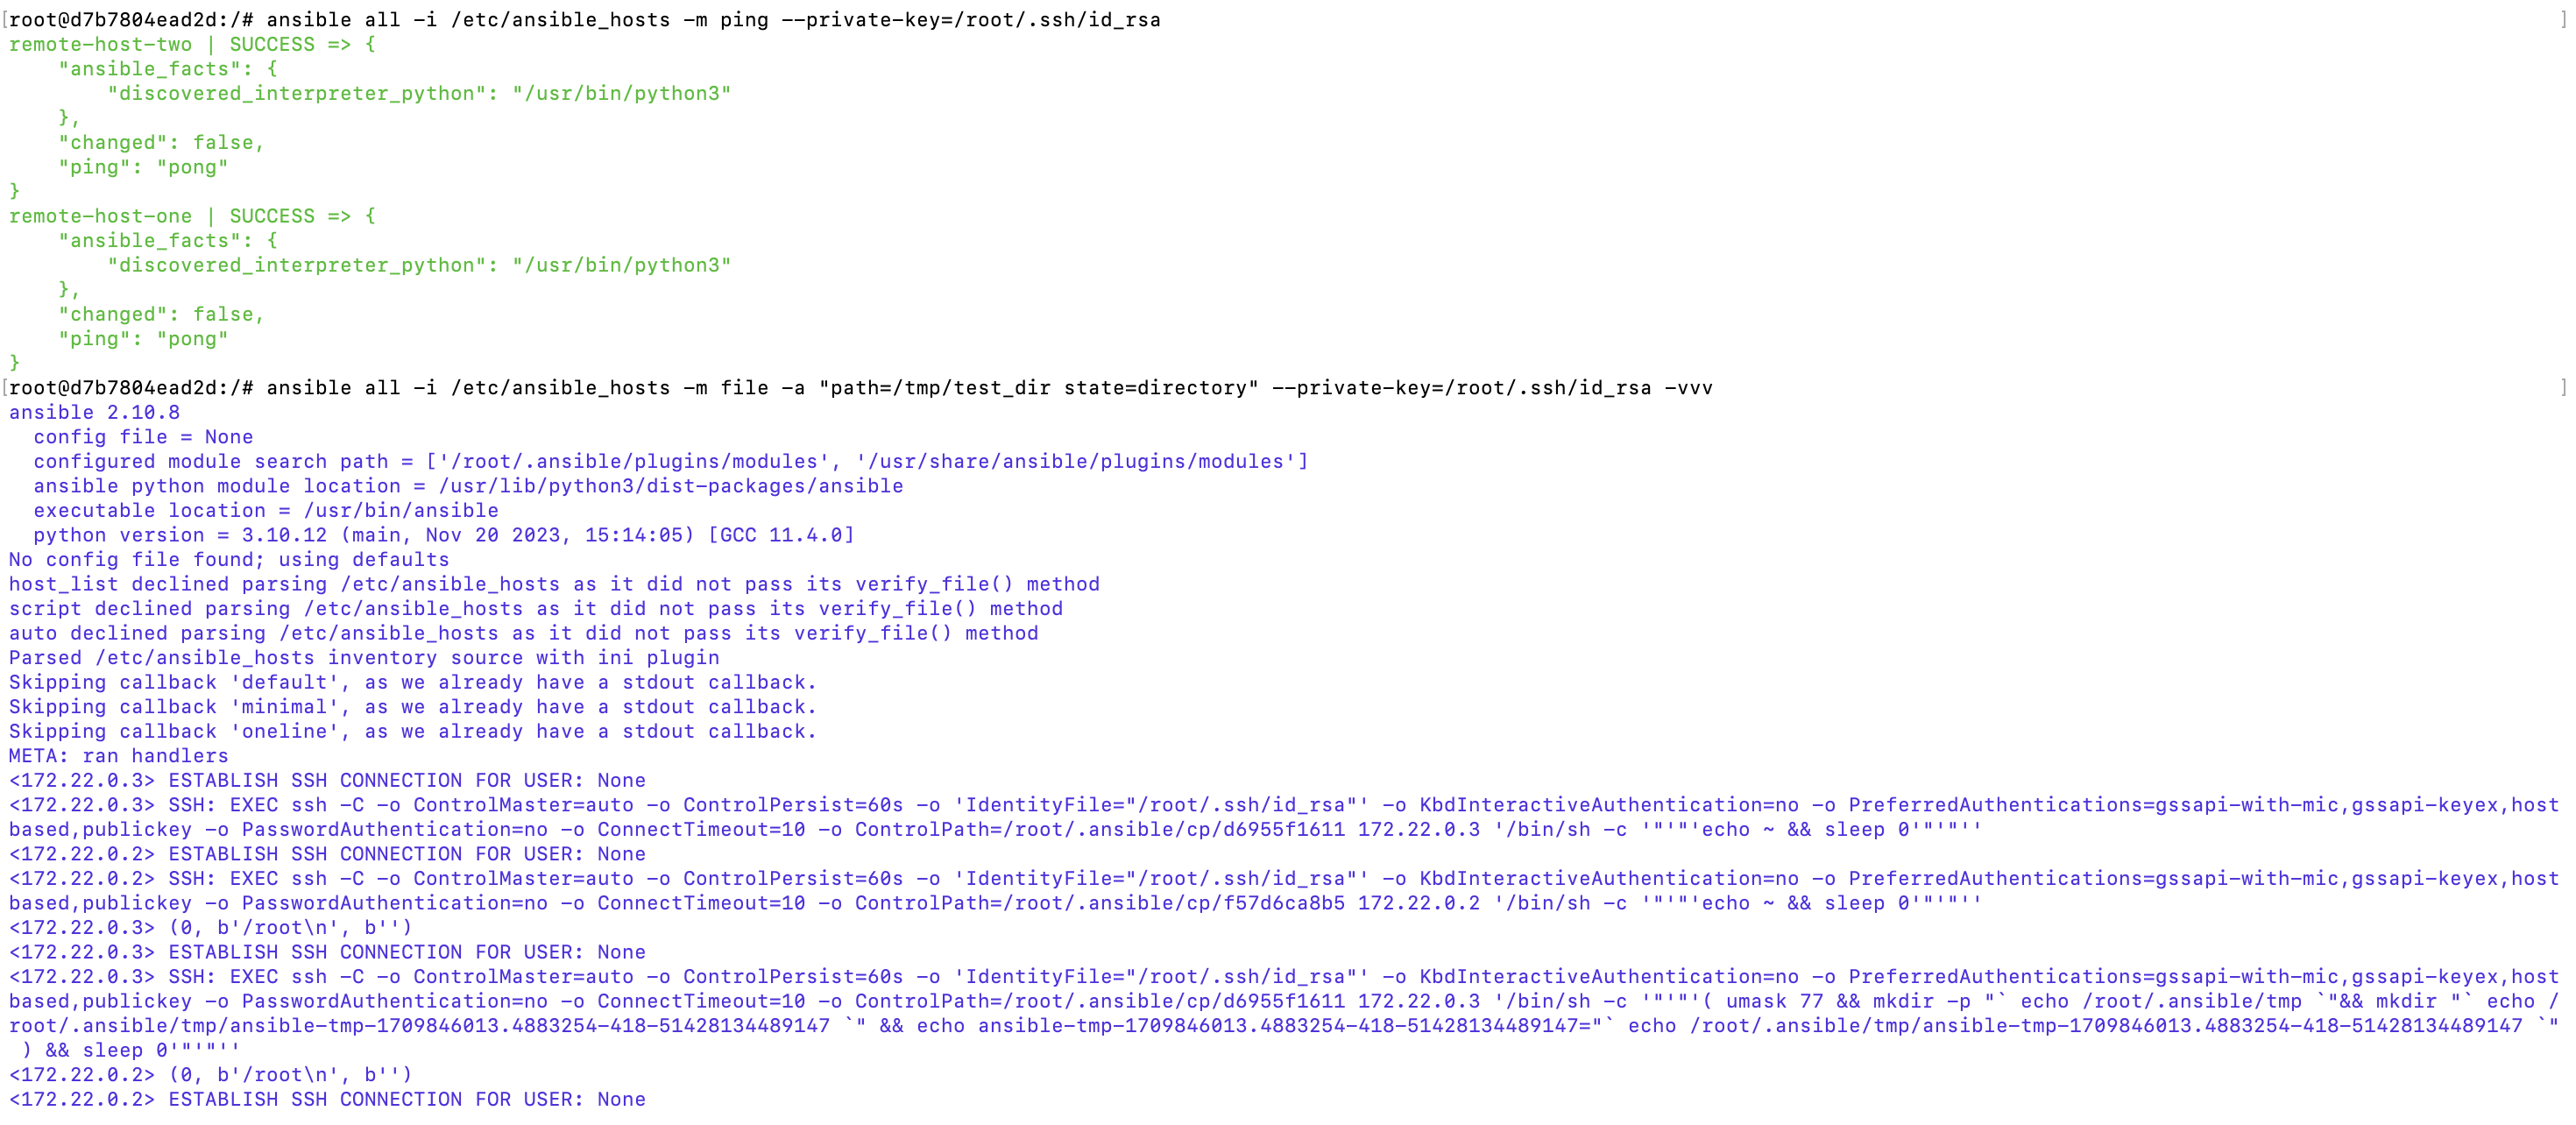 [root@d7b7804ead2d:/# ansible all -i /etc/ansible_hosts -m ping --private-key=/root/.ssh/id_rsa ]
remote-host-two | SUCCESS => {
    "ansible_facts": {
        "discovered_interpreter_python": "/usr/bin/python3"
    },
    "changed": false,
    "ping": "pong"
}
remote-host-one | SUCCESS => {
    "ansible_facts": {
        "discovered_interpreter_python": "/usr/bin/python3"
    },
    "changed": false,
    "ping": "pong"
}
[root@d7b7804ead2d:/# ansible all -i /etc/ansible_hosts -m file -a "path=/tmp/test_dir state=directory" --private-key=/root/.ssh/id_rsa -vvv ]
ansible 2.10.8
  config file = None
  configured module search path = ['/root/.ansible/plugins/modules', '/usr/share/ansible/plugins/modules']
  ansible python module location = /usr/lib/python3/dist-packages/ansible
  executable location = /usr/bin/ansible
  python version = 3.10.12 (main, Nov 20 2023, 15:14:05) [GCC 11.4.0]
No config file found; using defaults
host_list declined parsing /etc/ansible_hosts as it did not pass its verify_file() method
script declined parsing /etc/ansible_hosts as it did not pass its verify_file() method
auto declined parsing /etc/ansible_hosts as it did not pass its verify_file() method
Parsed /etc/ansible_hosts inventory source with ini plugin
Skipping callback 'default', as we already have a stdout callback.
Skipping callback 'minimal', as we already have a stdout callback.
Skipping callback 'oneline', as we already have a stdout callback.
META: ran handlers
<172.22.0.3> ESTABLISH SSH CONNECTION FOR USER: None
<172.22.0.3> SSH: EXEC ssh -C -o ControlMaster=auto -o ControlPersist=60s -o 'IdentityFile="/root/.ssh/id_rsa"' -o KbdInteractiveAuthentication=no -o PreferredAuthentications=gssapi-with-mic,gssapi-keyex,host
based,publickey -o PasswordAuthentication=no -o ConnectTimeout=10 -o ControlPath=/root/.ansible/cp/d6955f1611 172.22.0.3 '/bin/sh -c '"'"'echo ~ && sleep 0'"'"''
<172.22.0.2> ESTABLISH SSH CONNECTION FOR USER: None
<172.22.0.2> SSH: EXEC ssh -C -o ControlMaster=auto -o ControlPersist=60s -o 'IdentityFile="/root/.ssh/id_rsa"' -o KbdInteractiveAuthentication=no -o PreferredAuthentications=gssapi-with-mic,gssapi-keyex,host
based,publickey -o PasswordAuthentication=no -o ConnectTimeout=10 -o ControlPath=/root/.ansible/cp/f57d6ca8b5 172.22.0.2 '/bin/sh -c '"'"'echo ~ && sleep 0'"'"''
<172.22.0.3> (0, b'/root\n', b'')
<172.22.0.3> ESTABLISH SSH CONNECTION FOR USER: None
<172.22.0.3> SSH: EXEC ssh -C -o ControlMaster=auto -o ControlPersist=60s -o 'IdentityFile="/root/.ssh/id_rsa"' -o KbdInteractiveAuthentication=no -o PreferredAuthentications=gssapi-with-mic,gssapi-keyex,host
based,publickey -o PasswordAuthentication=no -o ConnectTimeout=10 -o ControlPath=/root/.ansible/cp/d6955f1611 172.22.0.3 '/bin/sh -c '"'"'( umask 77 && mkdir -p "` echo /root/.ansible/tmp `"&& mkdir "` echo /
root/.ansible/tmp/ansible-tmp-1709846013.4883254-418-51428134489147 `" && echo ansible-tmp-1709846013.4883254-418-51428134489147="` echo /root/.ansible/tmp/ansible-tmp-1709846013.4883254-418-51428134489147 `"
 ) && sleep 0'"'"''
<172.22.0.2> (0, b'/root\n', b'')
<172.22.0.2> ESTABLISH SSH CONNECTION FOR USER: None